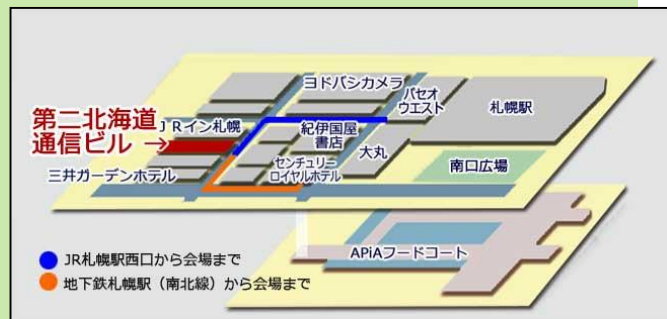 ヨドバシカメラ
パセオ
ウエスト
札幌駅
第二北海道
通信ビル →
JRイン札幌
紀伊国屋
書店
大丸
南口広場
三井ガーデンホテル
センチュリー
ロイヤルホテル
APiAフードコート
JR札幌駅西口から会場まで
地下鉄札幌駅（南北線）から会場まで